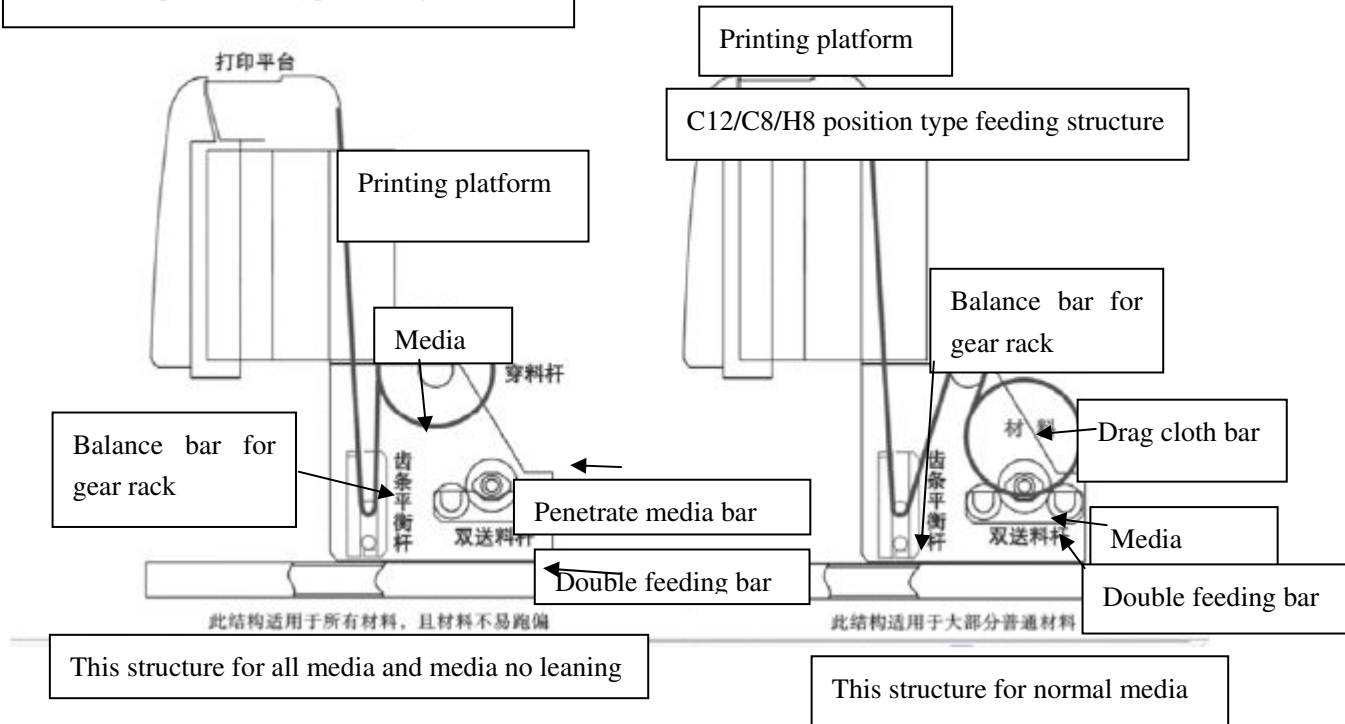 Printing platform
打印平台
C12/C8/H8 position type feeding structure
Printing platform
Balance bar for
gear rack
Media
穿料杆
Balance bar for
gear rack
齿条平衡杆
Penetrate media bar
双送料杆
Double feeding bar
材料
Drag cloth bar
齿条平衡杆
双送料杆
Media
Double feeding bar
此结构适用于所有材料，且材料不易跑偏
此结构适用于大部分普通材料
This structure for all media and media no leaning
This structure for normal media